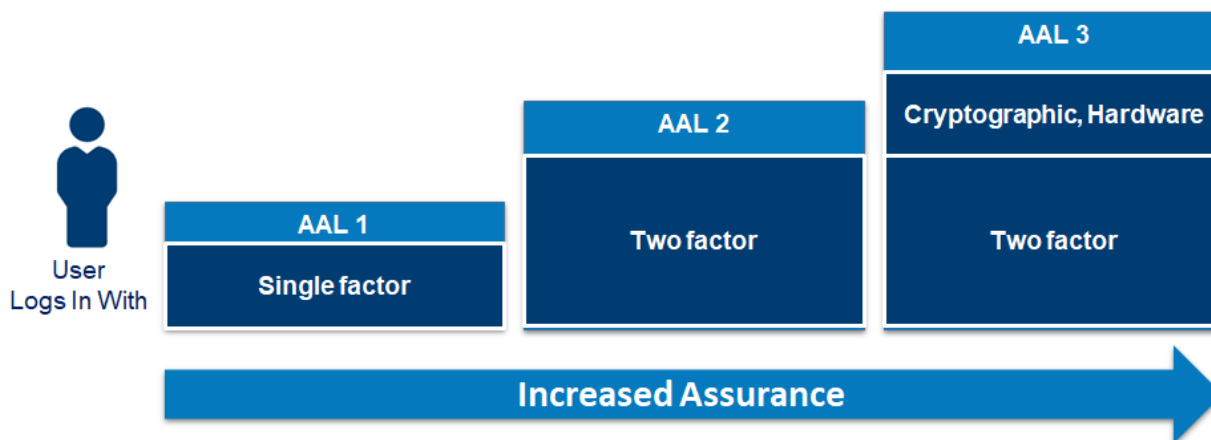 AAL 3
Cryptographic, Hardware
Two factor
AAL 2
Two factor
AAL 1
Single factor
User
Logs In With
Increased Assurance